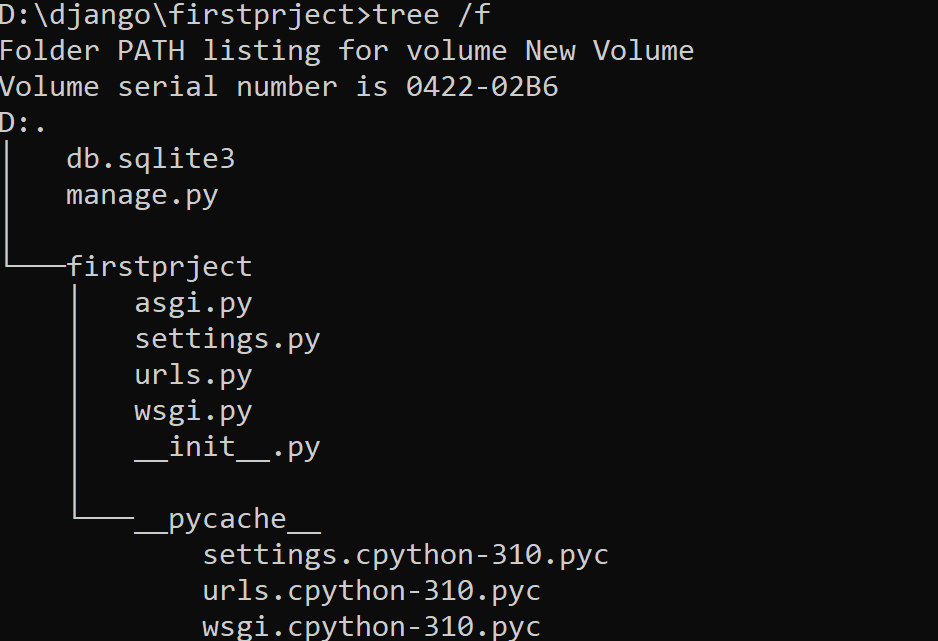 D:\django\firstprject>tree /f
Folder PATH listing for volume New Volume
Volume serial number is 0422-02B6
D:.
db.sqlite3
manage.py
firstprject
asgi.py
settings.py
urls.py
wsgi.py
__init__.py
__pycache__
settings.cpython-310.pyc
urls.cpython-310.pyc
wsgi.cpython-310.pyc